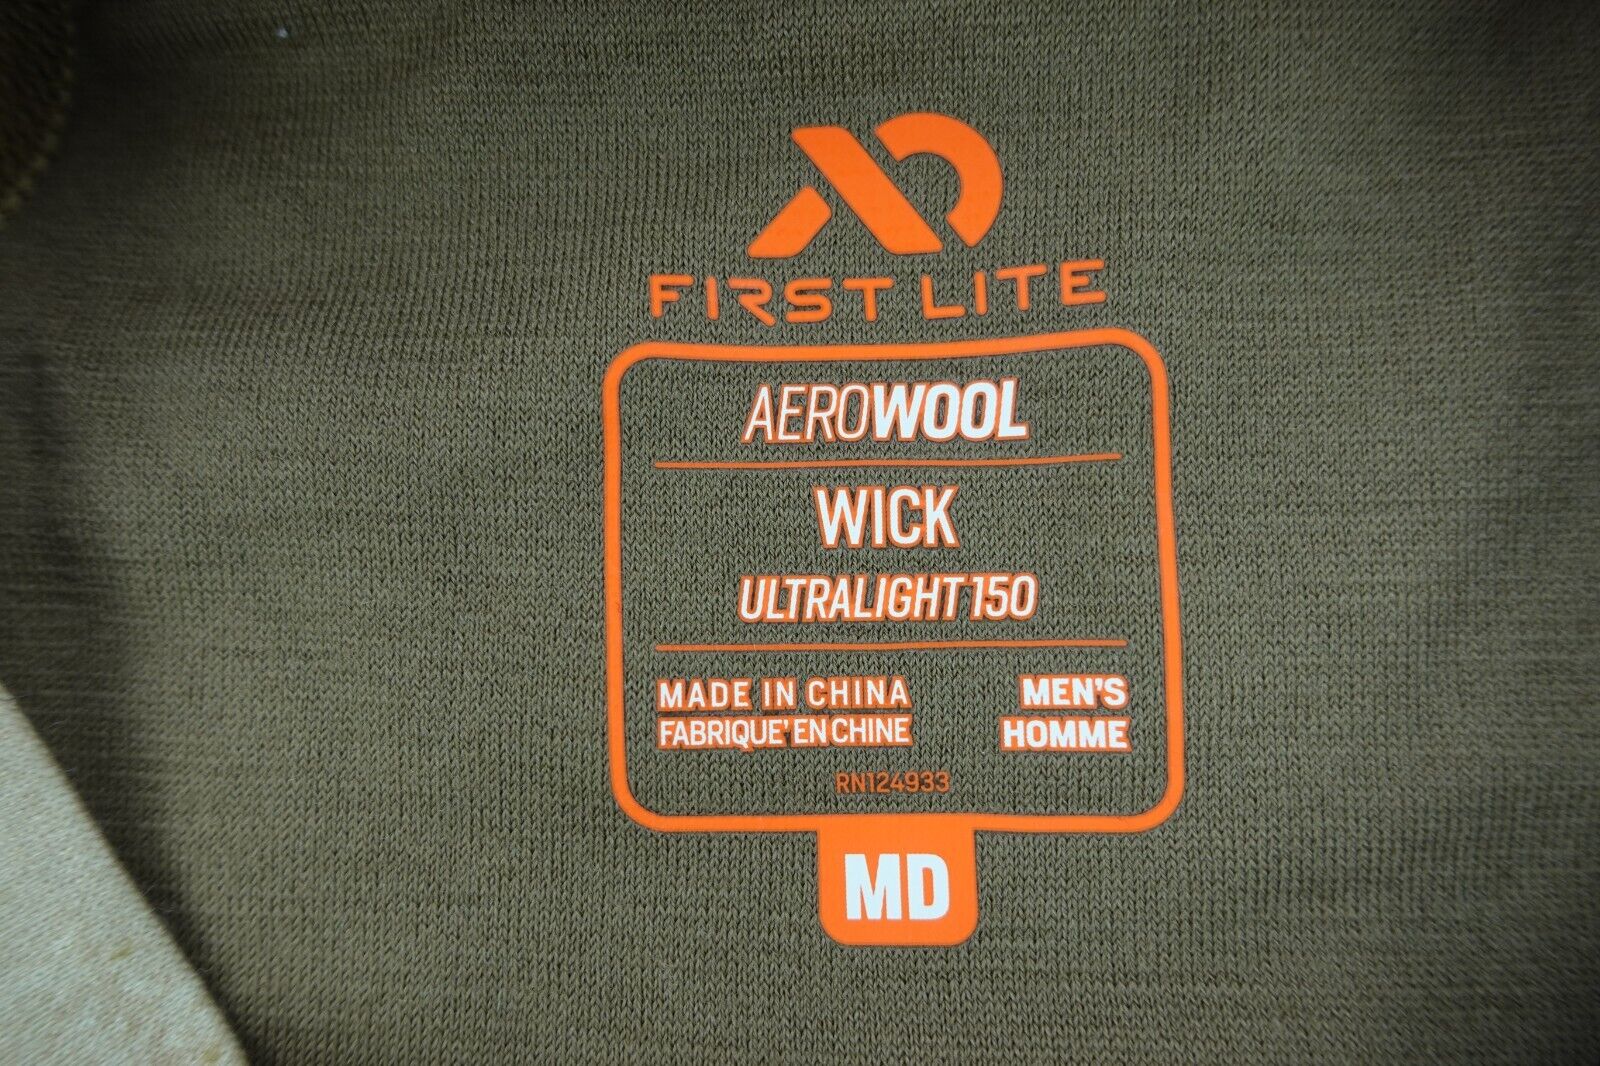 FIRST LITE
AEROWOOL
WICK
ULTRALIGHT 150
MADE IN CHINA
FABRIQUE' EN CHINE
MEN'S
HOMME
RN124933
MD